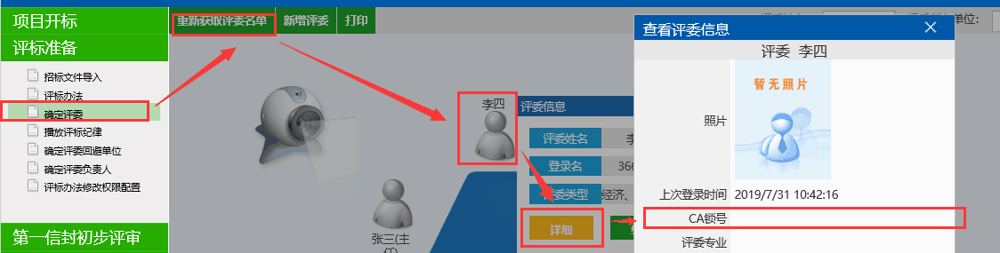 项目开标
评标准备
招标文件导入
评标办法
确定评委
播放评标纪律
确定评委回避单位
确定评委负责人
评标办法修改权限配置
第一信封初步评审
重新获取评委名单
新增评委
打印
单位:
李四
张三(主
评委信息
评委姓名 李
登录名 366
评委类型 经济、
详细
查看评委信息
评委 李四
照片
暂无照片
上次登录时间 2019/7/31 10:42:16
CA锁号
评委专业